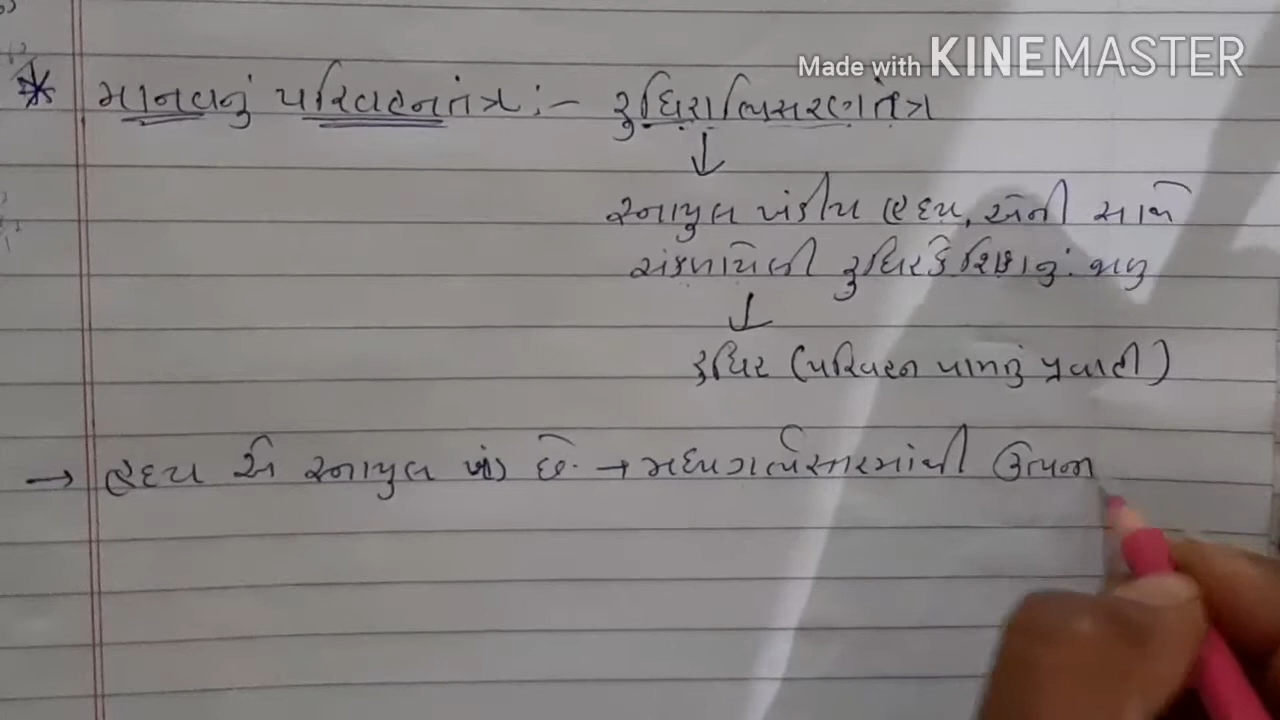 Made with KINEMASTER
* માનવનું પરિવહનતંત્ર :- રુધિરાભિસરણતંત્ર
↓
સ્નાયુલ ખંડીય હૃદય, એની સાથે
સંકળાયેલી રુધિરકેશિકાનું
↓
રુધિર (પરિવહન પામતું પ્રવાહી)
→ હૃદય એ સ્નાયુલ અંગ છે. → મધ્યગર્ભસ્તરમાંથી ઉત્પન્ન